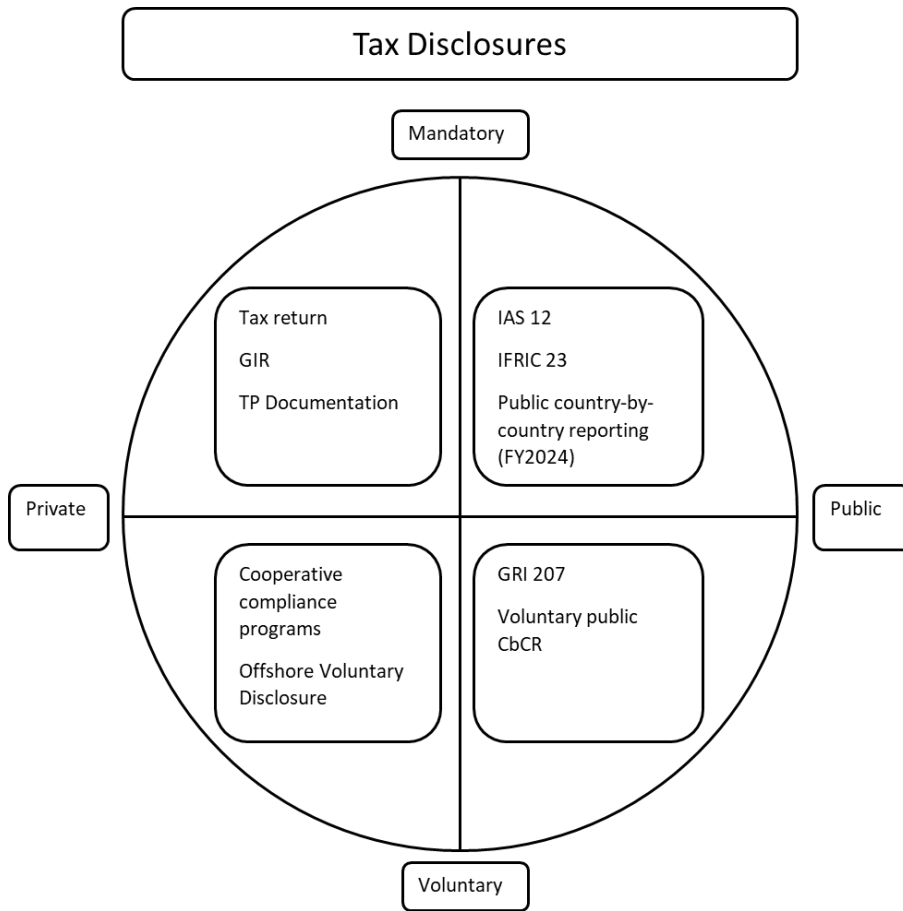 Tax Disclosures
Mandatory
Tax return
GIR
TP Documentation
IAS 12
IFRIC 23
Public country-by-
country reporting
(FY2024)
Private
Public
Cooperative
compliance
programs
Offshore Voluntary
Disclosure
GRI 207
Voluntary public
CbCR
Voluntary